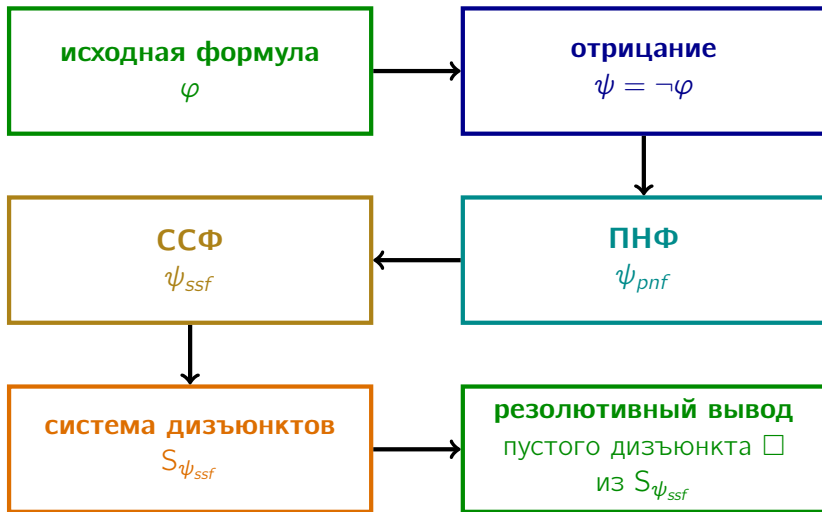 исходная формула
φ
отрицание
ψ = ¬φ
ПНФ
ψ_pnf
ССФ
ψ_ssf
система дизъюнктов
S_ψ_ssf
резолютивный вывод
пустого дизъюнкта □
из S_ψ_ssf